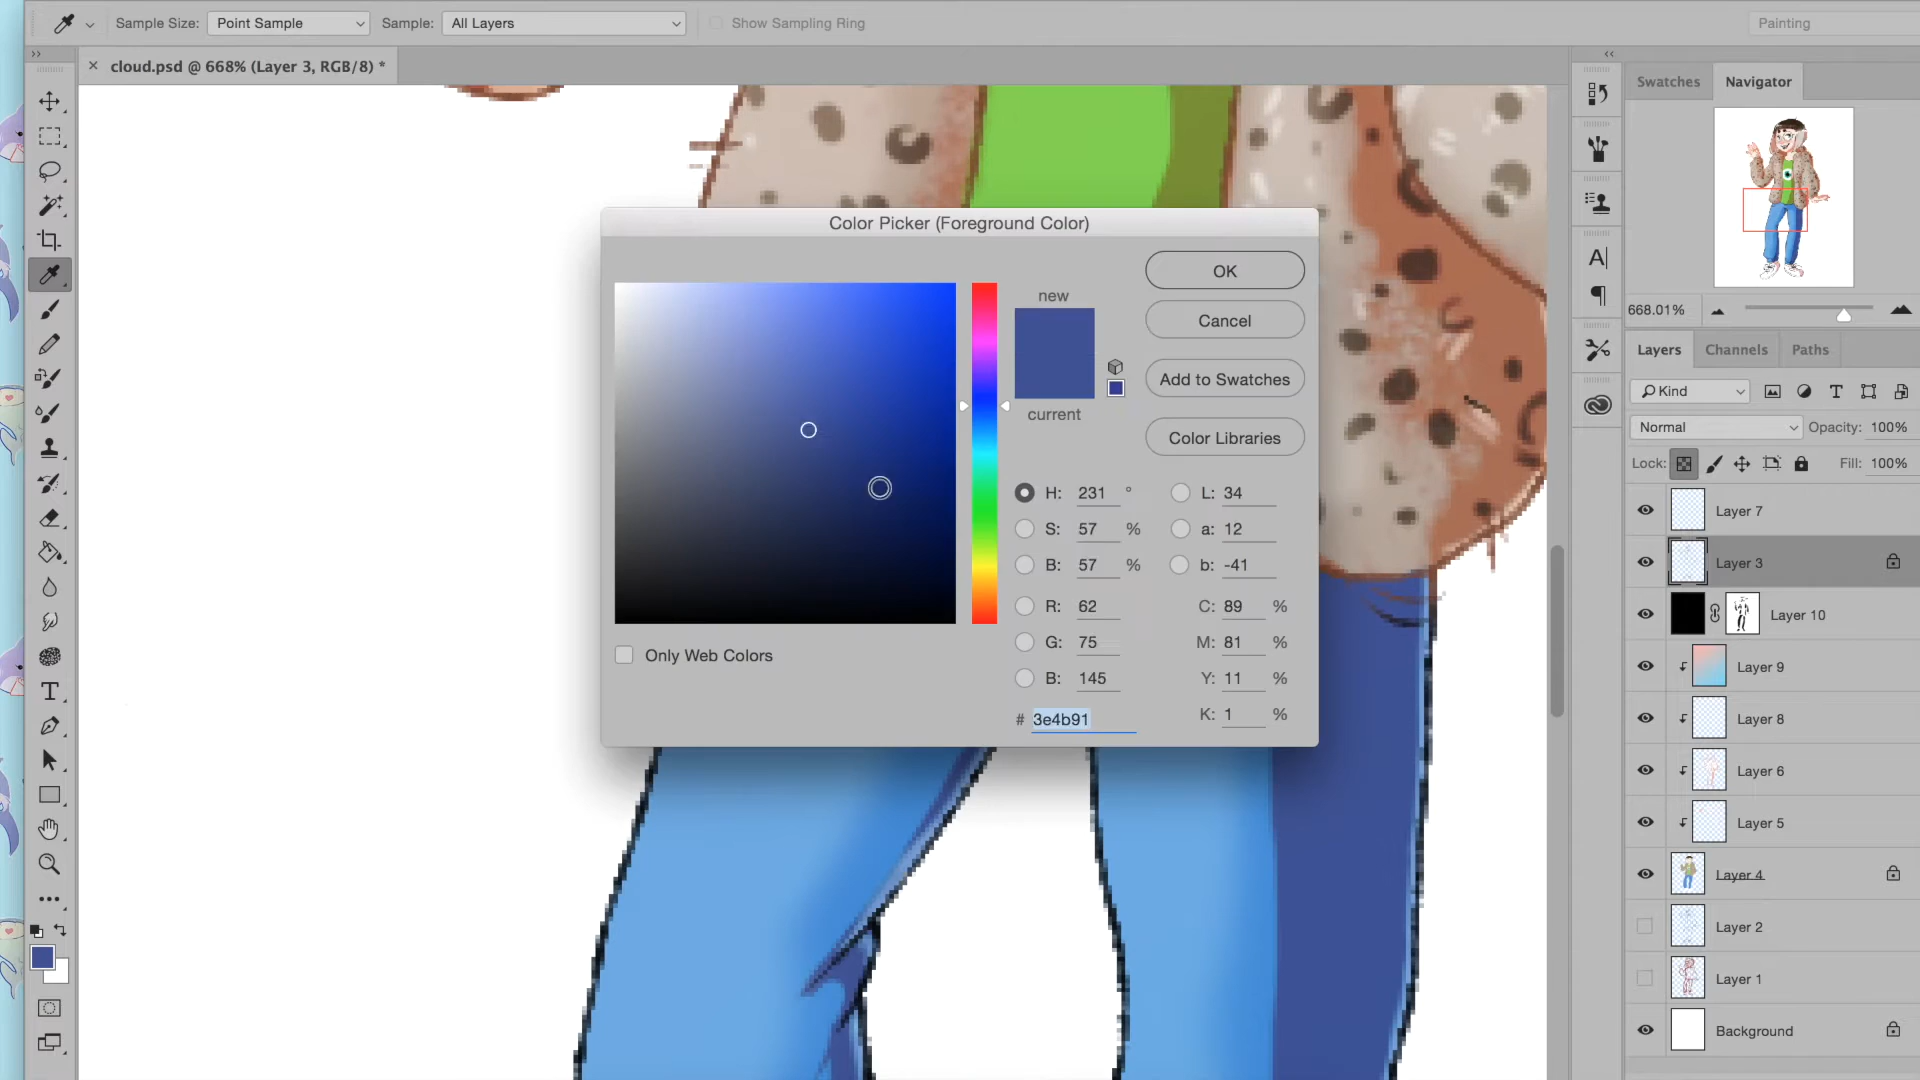 Sample Size: Point Sample Sample: All Layers Show Sampling Ring Painting
× cloud.psd @ 668% (Layer 3, RGB/8) *
Swatches Navigator
668.01%
Color Picker (Foreground Color)
new
current
OK
Cancel
Add to Swatches
Color Libraries
H: 231 ° L: 34
S: 57 % a: 12
B: 57 % b: -41
R: 62 C: 89 %
G: 75 M: 81 %
B: 145 Y: 11 %
# 3e4b91 K: 1 %
Only Web Colors
Layers Channels Paths
Kind
Normal Opacity: 100%
Lock: Fill: 100%
Layer 7
Layer 3
Layer 10
Layer 9
Layer 8
Layer 6
Layer 5
Layer 4
Layer 2
Layer 1
Background